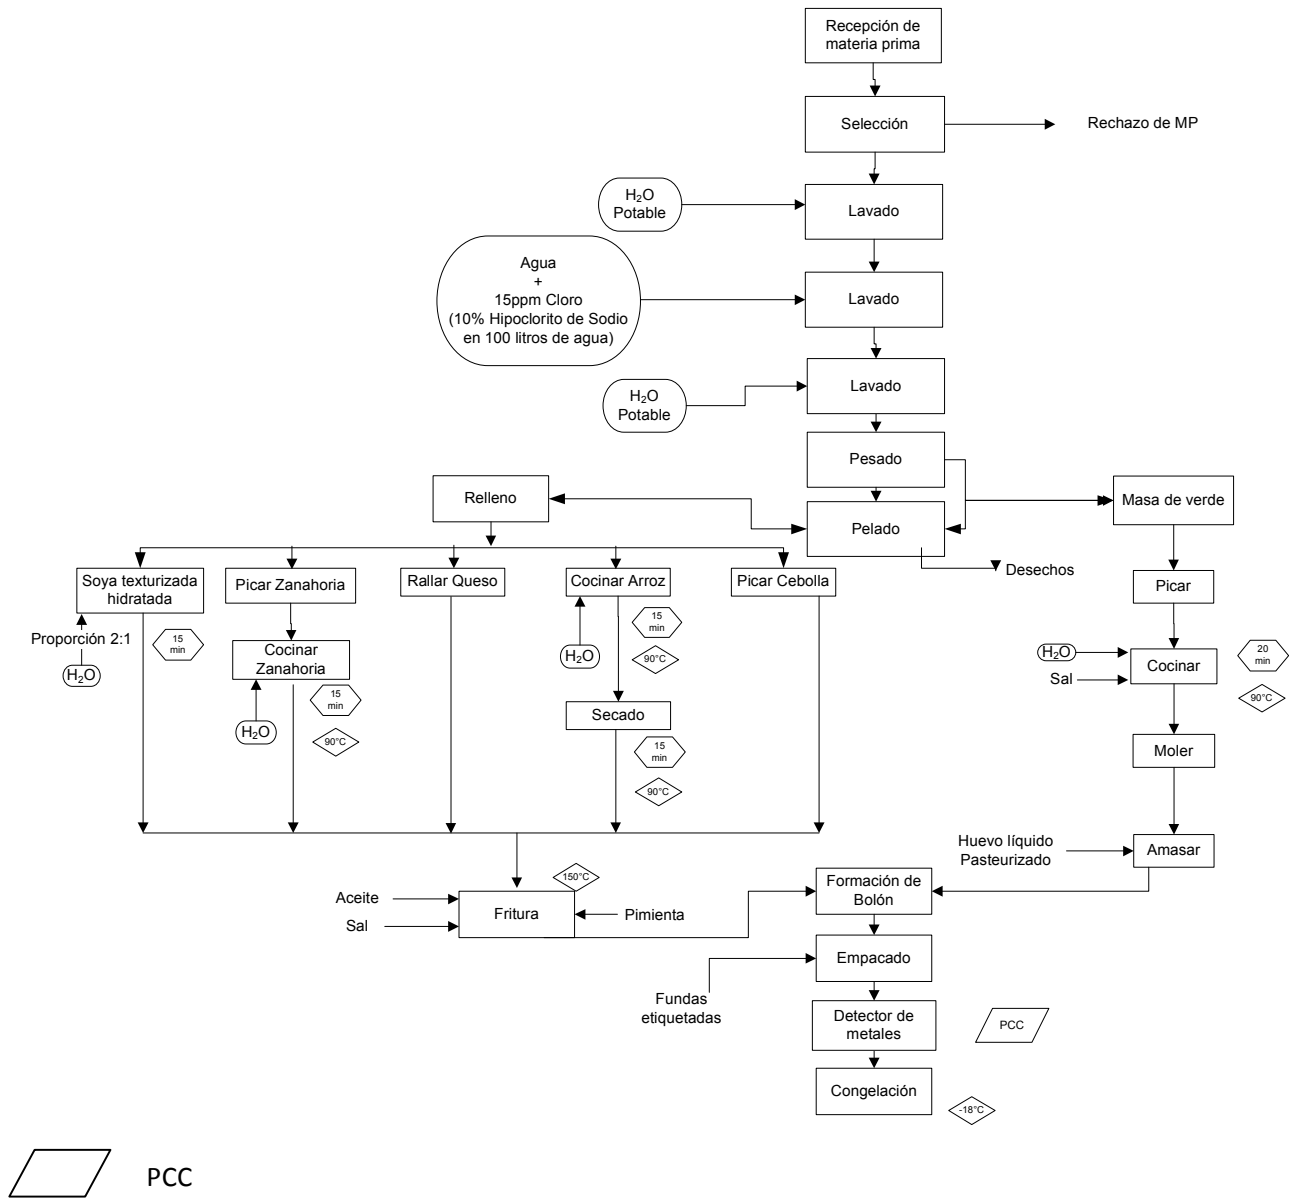 Recepción de
materia prima
Selección
Rechazo de MP
H₂O
Potable
Lavado
Agua
+
15ppm Cloro
(10% Hipoclorito de Sodio
en 100 litros de agua)
Lavado
H₂O
Potable
Lavado
Pesado
Relleno
Pelado
Masa de verde
Desechos
Soya texturizada
hidratada
Picar Zanahoria
Rallar Queso
Cocinar Arroz
Picar Cebolla
Picar
Proporción 2:1
H₂O
15
min
Cocinar
Zanahoria
H₂O
15
min
90°C
H₂O
15
min
90°C
Secado
15
min
90°C
H₂O
Sal
Cocinar
20
min
90°C
Moler
Huevo líquido
Pasteurizado
Amasar
150°C
Aceite
Sal
Fritura
Pimienta
Formación de
Bolón
Empacado
Fundas
etiquetadas
Detector de
metales
PCC
Congelación
-18°C
PCC